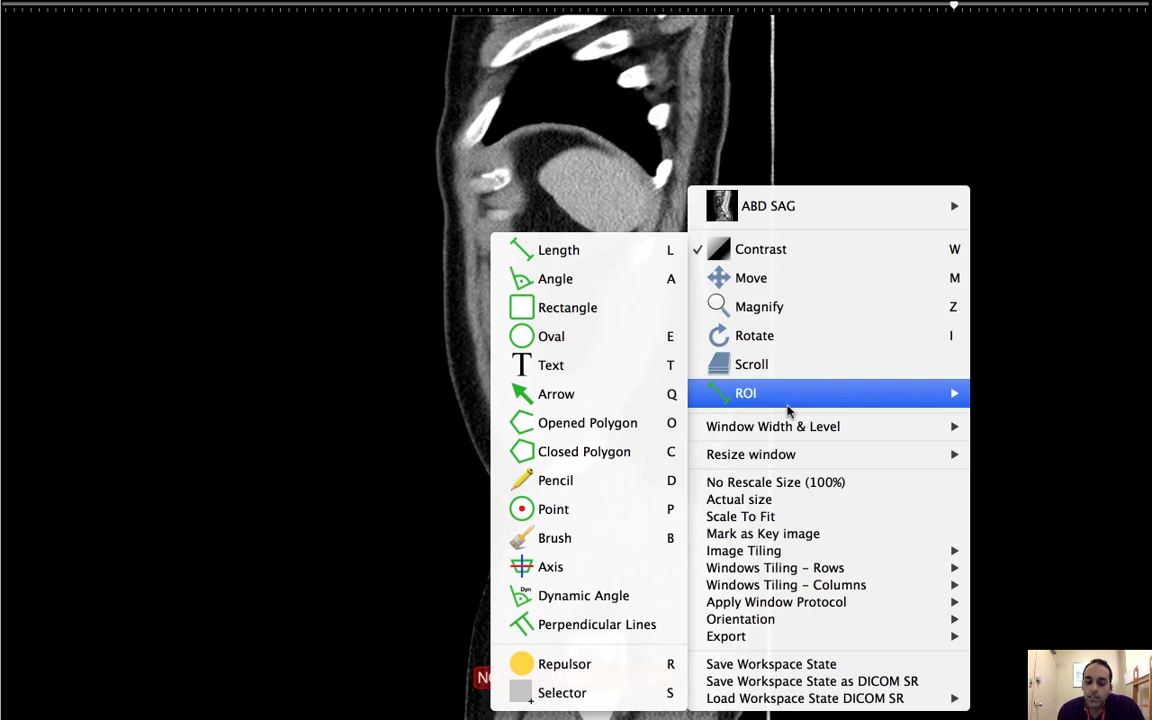 ABD SAG
Contrast W
Move M
Magnify Z
Rotate I
Scroll
ROI
Window Width & Level
Resize window
No Rescale Size (100%)
Actual size
Scale To Fit
Mark as Key image
Image Tiling
Windows Tiling - Rows
Windows Tiling - Columns
Apply Window Protocol
Orientation
Export
Save Workspace State
Save Workspace State as DICOM SR
Load Workspace State DICOM SR
Length L
Angle A
Rectangle
Oval E
T Text T
Arrow Q
Opened Polygon O
Closed Polygon C
Pencil D
Point P
Brush B
Axis
Dyn Dynamic Angle
Perpendicular Lines
Repulsor R
Selector S